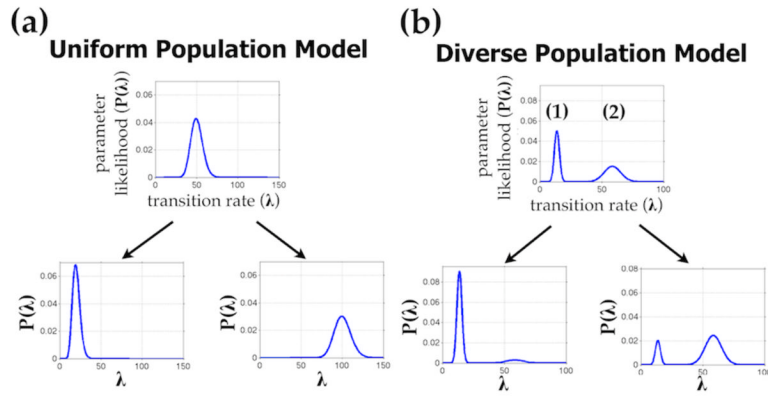 (a)
Uniform Population Model
parameter
likelihood (P(λ))
0.06
0.04
0.02
0
0 50 100 150
transition rate (λ)
P(λ)
0.06
0.04
0.02
0
0 50 100 150
λ
P(λ)
0.06
0.04
0.02
0
0 50 100 150
λ
(b)
Diverse Population Model
parameter
likelihood (P(λ))
0.08
0.06
0.04
0.02
0
(1) (2)
0 50 100
transition rate (λ)
P(λ)
0.08
0.06
0.04
0.02
0
0 50 100
λ
P(λ)
0.08
0.06
0.04
0.02
0
0 50 100
λ